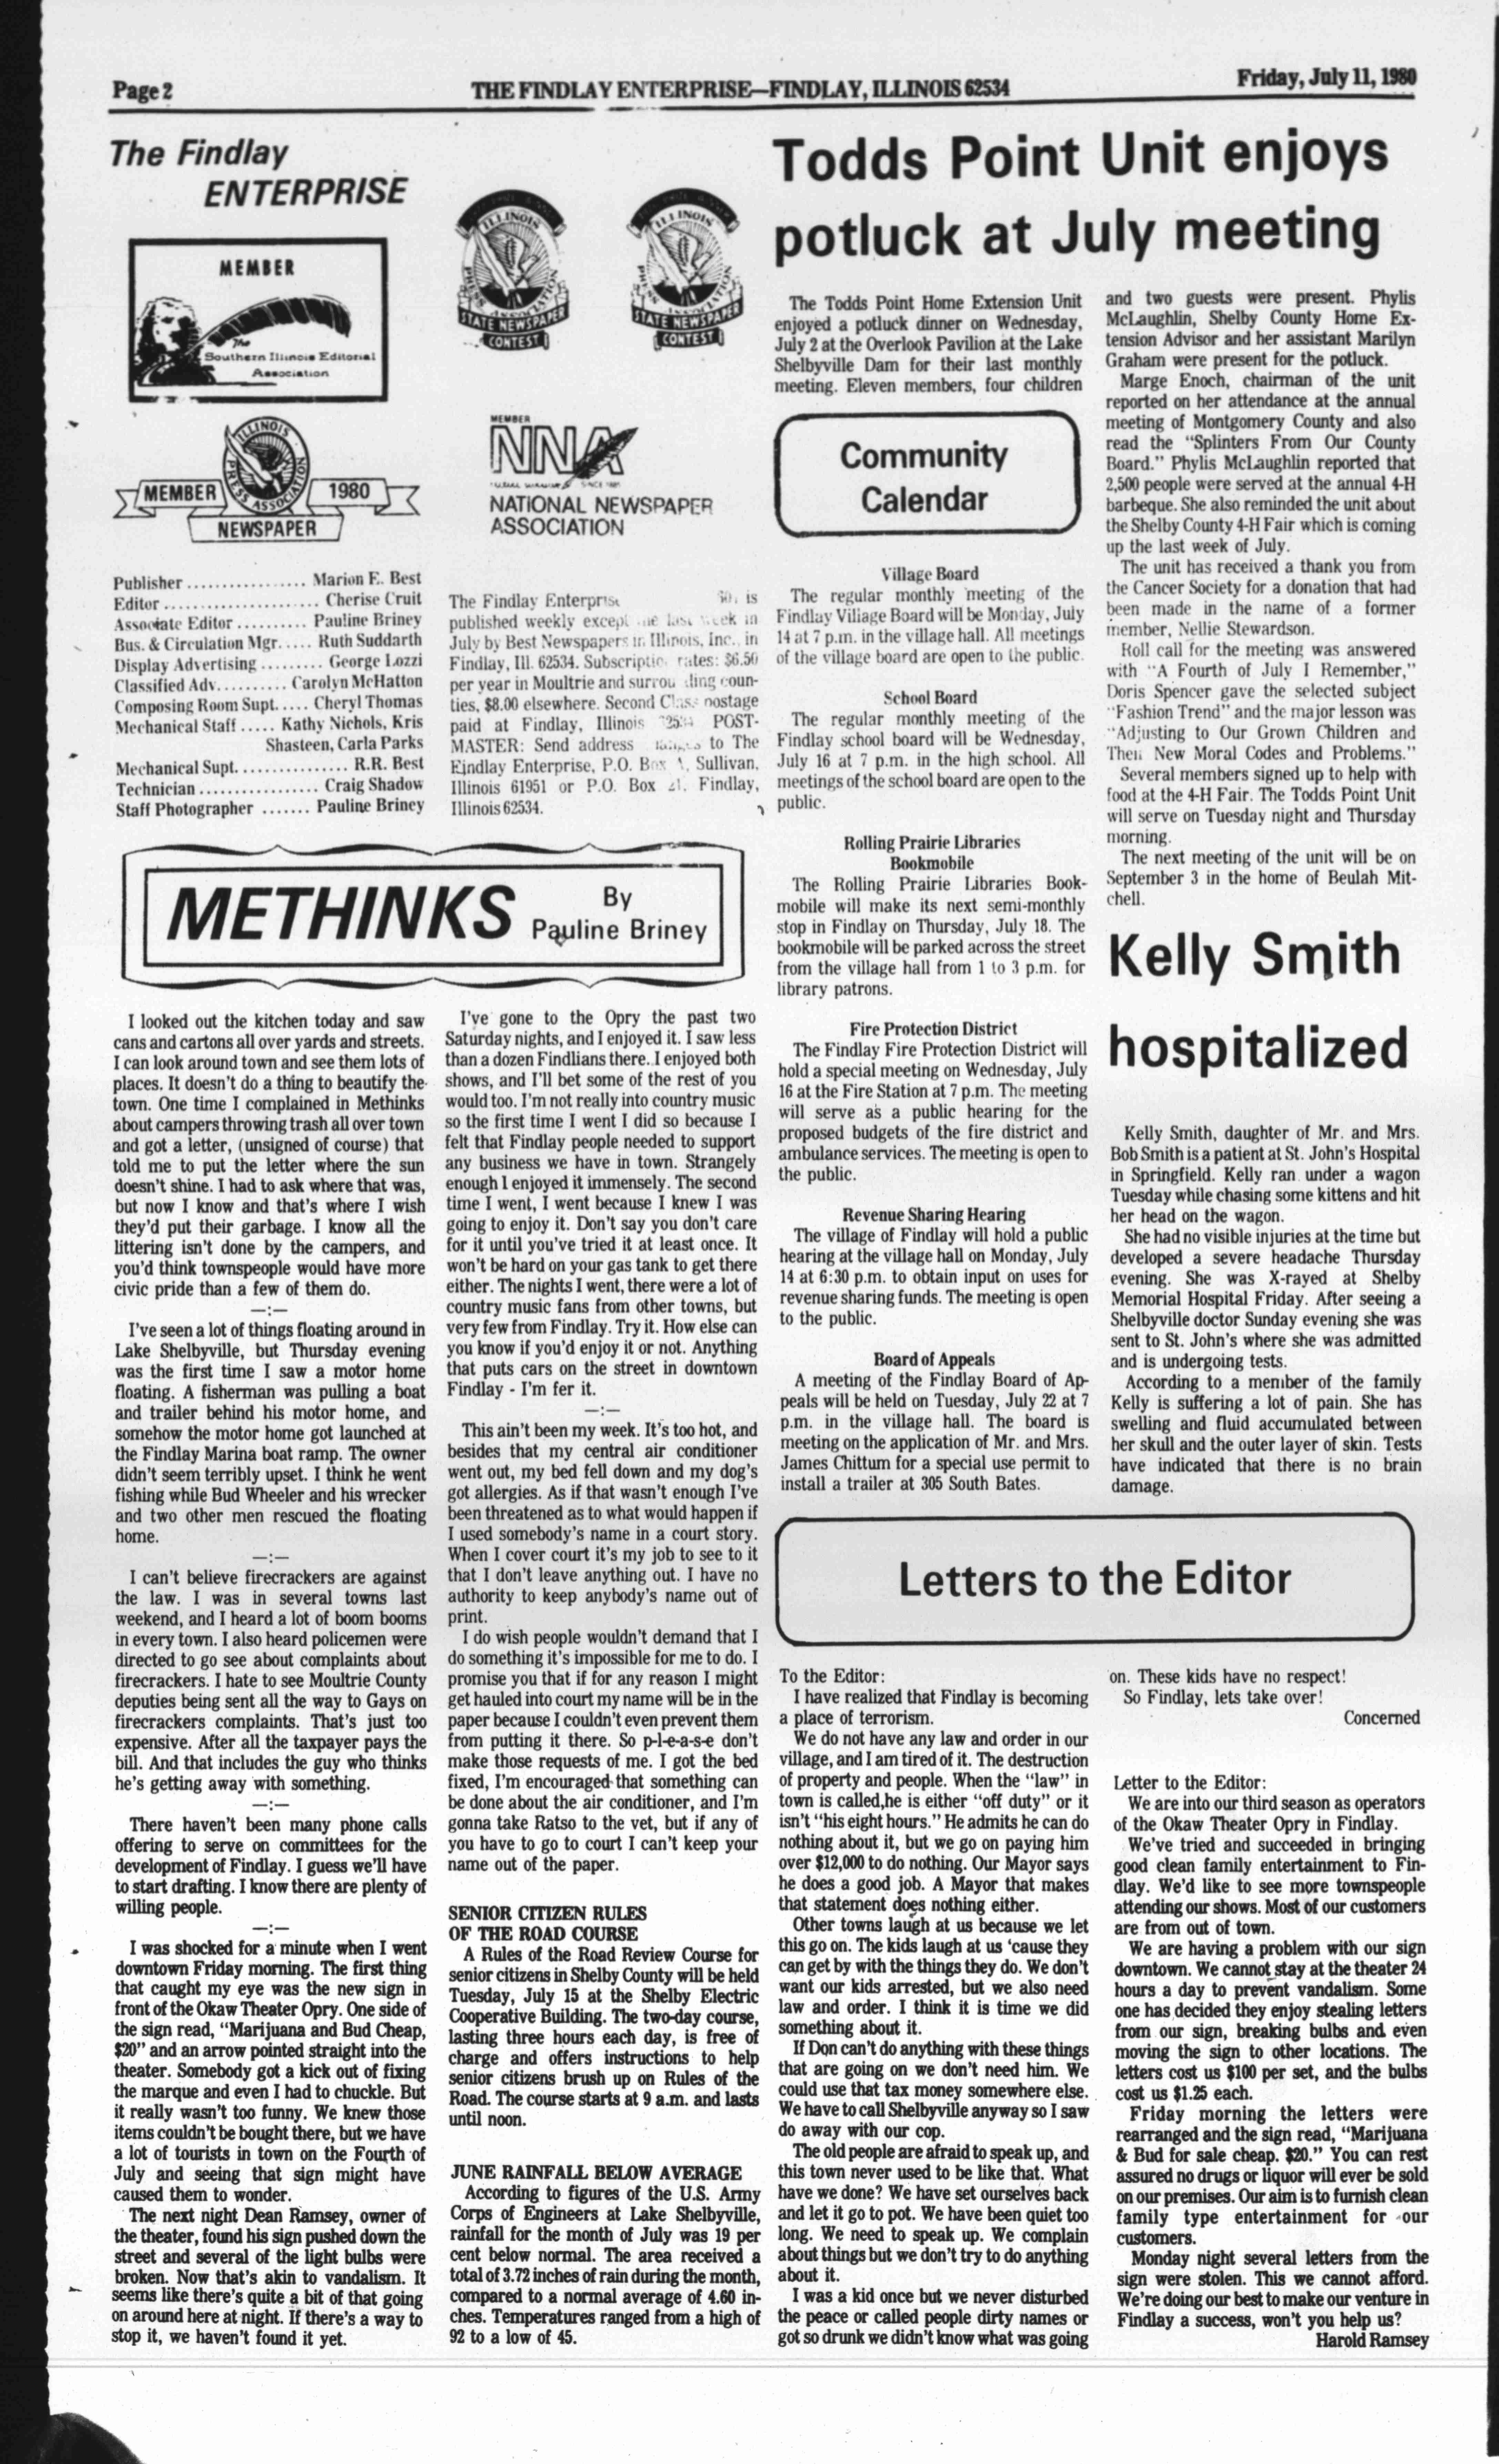 Page 2
THE FINDLAY ENTERPRISE—FINDLAY, ILLINOIS 62534
Friday, July 11, 1980
The Findlay
ENTERPRISE
MEMBER
The
Southern Illinois Editorial
Association
ILLINOIS
PRESS ASSOCIATION
MEMBER
1980
NEWSPAPER
ILLINOIS
PRESS ASSOCIATION
STATE NEWSPAPER
CONTEST
ILLINOIS
PRESS ASSOCIATION
STATE NEWSPAPER
CONTEST
MEMBER
NNA
SINCE 1885
NATIONAL NEWSPAPER
ASSOCIATION
Publisher ................ Marion E. Best
Editor ..................... Cherise Cruit
Associate Editor .......... Pauline Briney
Bus. & Circulation Mgr. .... Ruth Suddarth
Display Advertising ......... George Lozzi
Classified Adv. ......... Carolyn McHatton
Composing Room Supt. .... Cheryl Thomas
Mechanical Staff ..... Kathy Nichols, Kris
Shasteen, Carla Parks
Mechanical Supt. ............... R.R. Best
Technician ................. Craig Shadow
Staff Photographer ....... Pauline Briney
The Findlay Enterprise is
published weekly except one last week in
July by Best Newspapers in Illinois, Inc., in
Findlay, Ill. 62534. Subscription rates: $6.50
per year in Moultrie and surrounding coun-
ties, $8.00 elsewhere. Second Class postage
paid at Findlay, Illinois POST-
MASTER: Send address to The
Findlay Enterprise, P.O. Box Sullivan,
Illinois 61951 or P.O. Box Findlay,
Illinois 62534.
METHINKS
By
Pauline Briney
I looked out the kitchen today and saw
cans and cartons all over yards and streets.
I can look around town and see them lots of
places. It doesn't do a thing to beautify the
town. One time I complained in Methinks
about campers throwing trash all over town
and got a letter, (unsigned of course) that
told me to put the letter where the sun
doesn't shine. I had to ask where that was,
but now I know and that's where I wish
they'd put their garbage. I know all the
littering isn't done by the campers, and
you'd think townspeople would have more
civic pride than a few of them do.
—:—
I've seen a lot of things floating around in
Lake Shelbyville, but Thursday evening
was the first time I saw a motor home
floating. A fisherman was pulling a boat
and trailer behind his motor home, and
somehow the motor home got launched at
the Findlay Marina boat ramp. The owner
didn't seem terribly upset. I think he went
fishing while Bud Wheeler and his wrecker
and two other men rescued the floating
home.
—:—
I can't believe firecrackers are against
the law. I was in several towns last
weekend, and I heard a lot of boom booms
in every town. I also heard policemen were
directed to go see about complaints about
firecrackers. I hate to see Moultrie County
deputies being sent all the way to Gays on
firecrackers complaints. That's just too
expensive. After all the taxpayer pays the
bill. And that includes the guy who thinks
he's getting away with something.
—:—
There haven't been many phone calls
offering to serve on committees for the
development of Findlay. I guess we'll have
to start drafting. I know there are plenty of
willing people.
—:—
I was shocked for a minute when I went
downtown Friday morning. The first thing
that caught my eye was the new sign in
front of the Okaw Theater Opry. One side of
the sign read, "Marijuana and Bud Cheap,
$20" and an arrow pointed straight into the
theater. Somebody got a kick out of fixing
the marque and even I had to chuckle. But
it really wasn't too funny. We knew those
items couldn't be bought there, but we have
a lot of tourists in town on the Fourth of
July and seeing that sign might have
caused them to wonder.
The next night Dean Ramsey, owner of
the theater, found his sign pushed down the
street and several of the light bulbs were
broken. Now that's akin to vandalism. It
seems like there's quite a bit of that going
on around here at night. If there's a way to
stop it, we haven't found it yet.
I've gone to the Opry the past two
Saturday nights, and I enjoyed it. I saw less
than a dozen Findlians there. I enjoyed both
shows, and I'll bet some of the rest of you
would too. I'm not really into country music
so the first time I went I did so because I
felt that Findlay people needed to support
any business we have in town. Strangely
enough I enjoyed it immensely. The second
time I went, I went because I knew I was
going to enjoy it. Don't say you don't care
for it until you've tried it at least once. It
won't be hard on your gas tank to get there
either. The nights I went, there were a lot of
country music fans from other towns, but
very few from Findlay. Try it. How else can
you know if you'd enjoy it or not. Anything
that puts cars on the street in downtown
Findlay - I'm fer it.
—:—
This ain't been my week. It's too hot, and
besides that my central air conditioner
went out, my bed fell down and my dog's
got allergies. As if that wasn't enough I've
been threatened as to what would happen if
I used somebody's name in a court story.
When I cover court it's my job to see to it
that I don't leave anything out. I have no
authority to keep anybody's name out of
print.
I do wish people wouldn't demand that I
do something it's impossible for me to do. I
promise you that if for any reason I might
get hauled into court my name will be in the
paper because I couldn't even prevent them
from putting it there. So p-l-e-a-s-e don't
make those requests of me. I got the bed
fixed, I'm encouraged that something can
be done about the air conditioner, and I'm
gonna take Ratso to the vet, but if any of
you have to go to court I can't keep your
name out of the paper.
SENIOR CITIZEN RULES
OF THE ROAD COURSE
A Rules of the Road Review Course for
senior citizens in Shelby County will be held
Tuesday, July 15 at the Shelby Electric
Cooperative Building. The two-day course,
lasting three hours each day, is free of
charge and offers instructions to help
senior citizens brush up on Rules of the
Road. The course starts at 9 a.m. and lasts
until noon.
JUNE RAINFALL BELOW AVERAGE
According to figures of the U.S. Army
Corps of Engineers at Lake Shelbyville,
rainfall for the month of July was 19 per
cent below normal. The area received a
total of 3.72 inches of rain during the month,
compared to a normal average of 4.60 in-
ches. Temperatures ranged from a high of
92 to a low of 45.
Todds Point Unit enjoys
potluck at July meeting
The Todds Point Home Extension Unit
enjoyed a potluck dinner on Wednesday,
July 2 at the Overlook Pavilion at the Lake
Shelbyville Dam for their last monthly
meeting. Eleven members, four children
and two guests were present. Phylis
McLaughlin, Shelby County Home Ex-
tension Advisor and her assistant Marilyn
Graham were present for the potluck.
Marge Enoch, chairman of the unit
reported on her attendance at the annual
meeting of Montgomery County and also
read the "Splinters From Our County
Board." Phylis McLaughlin reported that
2,500 people were served at the annual 4-H
barbeque. She also reminded the unit about
the Shelby County 4-H Fair which is coming
up the last week of July.
The unit has received a thank you from
the Cancer Society for a donation that had
been made in the name of a former
member, Nellie Stewardson.
Roll call for the meeting was answered
with "A Fourth of July I Remember,"
Doris Spencer gave the selected subject
"Fashion Trend" and the major lesson was
"Adjusting to Our Grown Children and
Their New Moral Codes and Problems."
Several members signed up to help with
food at the 4-H Fair. The Todds Point Unit
will serve on Tuesday night and Thursday
morning.
The next meeting of the unit will be on
September 3 in the home of Beulah Mit-
chell.
Community
Calendar
Village Board
The regular monthly meeting of the
Findlay Village Board will be Monday, July
14 at 7 p.m. in the village hall. All meetings
of the village board are open to the public.
School Board
The regular monthly meeting of the
Findlay school board will be Wednesday,
July 16 at 7 p.m. in the high school. All
meetings of the school board are open to the
public.
Rolling Prairie Libraries
Bookmobile
The Rolling Prairie Libraries Book-
mobile will make its next semi-monthly
stop in Findlay on Thursday, July 18. The
bookmobile will be parked across the street
from the village hall from 1 to 3 p.m. for
library patrons.
Fire Protection District
The Findlay Fire Protection District will
hold a special meeting on Wednesday, July
16 at the Fire Station at 7 p.m. The meeting
will serve as a public hearing for the
proposed budgets of the fire district and
ambulance services. The meeting is open to
the public.
Revenue Sharing Hearing
The village of Findlay will hold a public
hearing at the village hall on Monday, July
14 at 6:30 p.m. to obtain input on uses for
revenue sharing funds. The meeting is open
to the public.
Board of Appeals
A meeting of the Findlay Board of Ap-
peals will be held on Tuesday, July 22 at 7
p.m. in the village hall. The board is
meeting on the application of Mr. and Mrs.
James Chittum for a special use permit to
install a trailer at 305 South Bates.
Kelly Smith
hospitalized
Kelly Smith, daughter of Mr. and Mrs.
Bob Smith is a patient at St. John's Hospital
in Springfield. Kelly ran under a wagon
Tuesday while chasing some kittens and hit
her head on the wagon.
She had no visible injuries at the time but
developed a severe headache Thursday
evening. She was X-rayed at Shelby
Memorial Hospital Friday. After seeing a
Shelbyville doctor Sunday evening she was
sent to St. John's where she was admitted
and is undergoing tests.
According to a member of the family
Kelly is suffering a lot of pain. She has
swelling and fluid accumulated between
her skull and the outer layer of skin. Tests
have indicated that there is no brain
damage.
Letters to the Editor
To the Editor:
I have realized that Findlay is becoming
a place of terrorism.
We do not have any law and order in our
village, and I am tired of it. The destruction
of property and people. When the "law" in
town is called,he is either "off duty" or it
isn't "his eight hours." He admits he can do
nothing about it, but we go on paying him
over $12,000 to do nothing. Our Mayor says
he does a good job. A Mayor that makes
that statement does nothing either.
Other towns laugh at us because we let
this go on. The kids laugh at us 'cause they
can get by with the things they do. We don't
want our kids arrested, but we also need
law and order. I think it is time we did
something about it.
If Don can't do anything with these things
that are going on we don't need him. We
could use that tax money somewhere else.
We have to call Shelbyville anyway so I saw
do away with our cop.
The old people are afraid to speak up, and
this town never used to be like that. What
have we done? We have set ourselves back
and let it go to pot. We have been quiet too
long. We need to speak up. We complain
about things but we don't try to do anything
about it.
I was a kid once but we never disturbed
the peace or called people dirty names or
got so drunk we didn't know what was going
on. These kids have no respect!
So Findlay, lets take over!
Concerned
Letter to the Editor:
We are into our third season as operators
of the Okaw Theater Opry in Findlay.
We've tried and succeeded in bringing
good clean family entertainment to Fin-
dlay. We'd like to see more townspeople
attending our shows. Most of our customers
are from out of town.
We are having a problem with our sign
downtown. We cannot stay at the theater 24
hours a day to prevent vandalism. Some
one has decided they enjoy stealing letters
from our sign, breaking bulbs and even
moving the sign to other locations. The
letters cost us $100 per set, and the bulbs
cost us $1.25 each.
Friday morning the letters were
rearranged and the sign read, "Marijuana
& Bud for sale cheap. $20." You can rest
assured no drugs or liquor will ever be sold
on our premises. Our aim is to furnish clean
family type entertainment for our
customers.
Monday night several letters from the
sign were stolen. This we cannot afford.
We're doing our best to make our venture in
Findlay a success, won't you help us?
Harold Ramsey